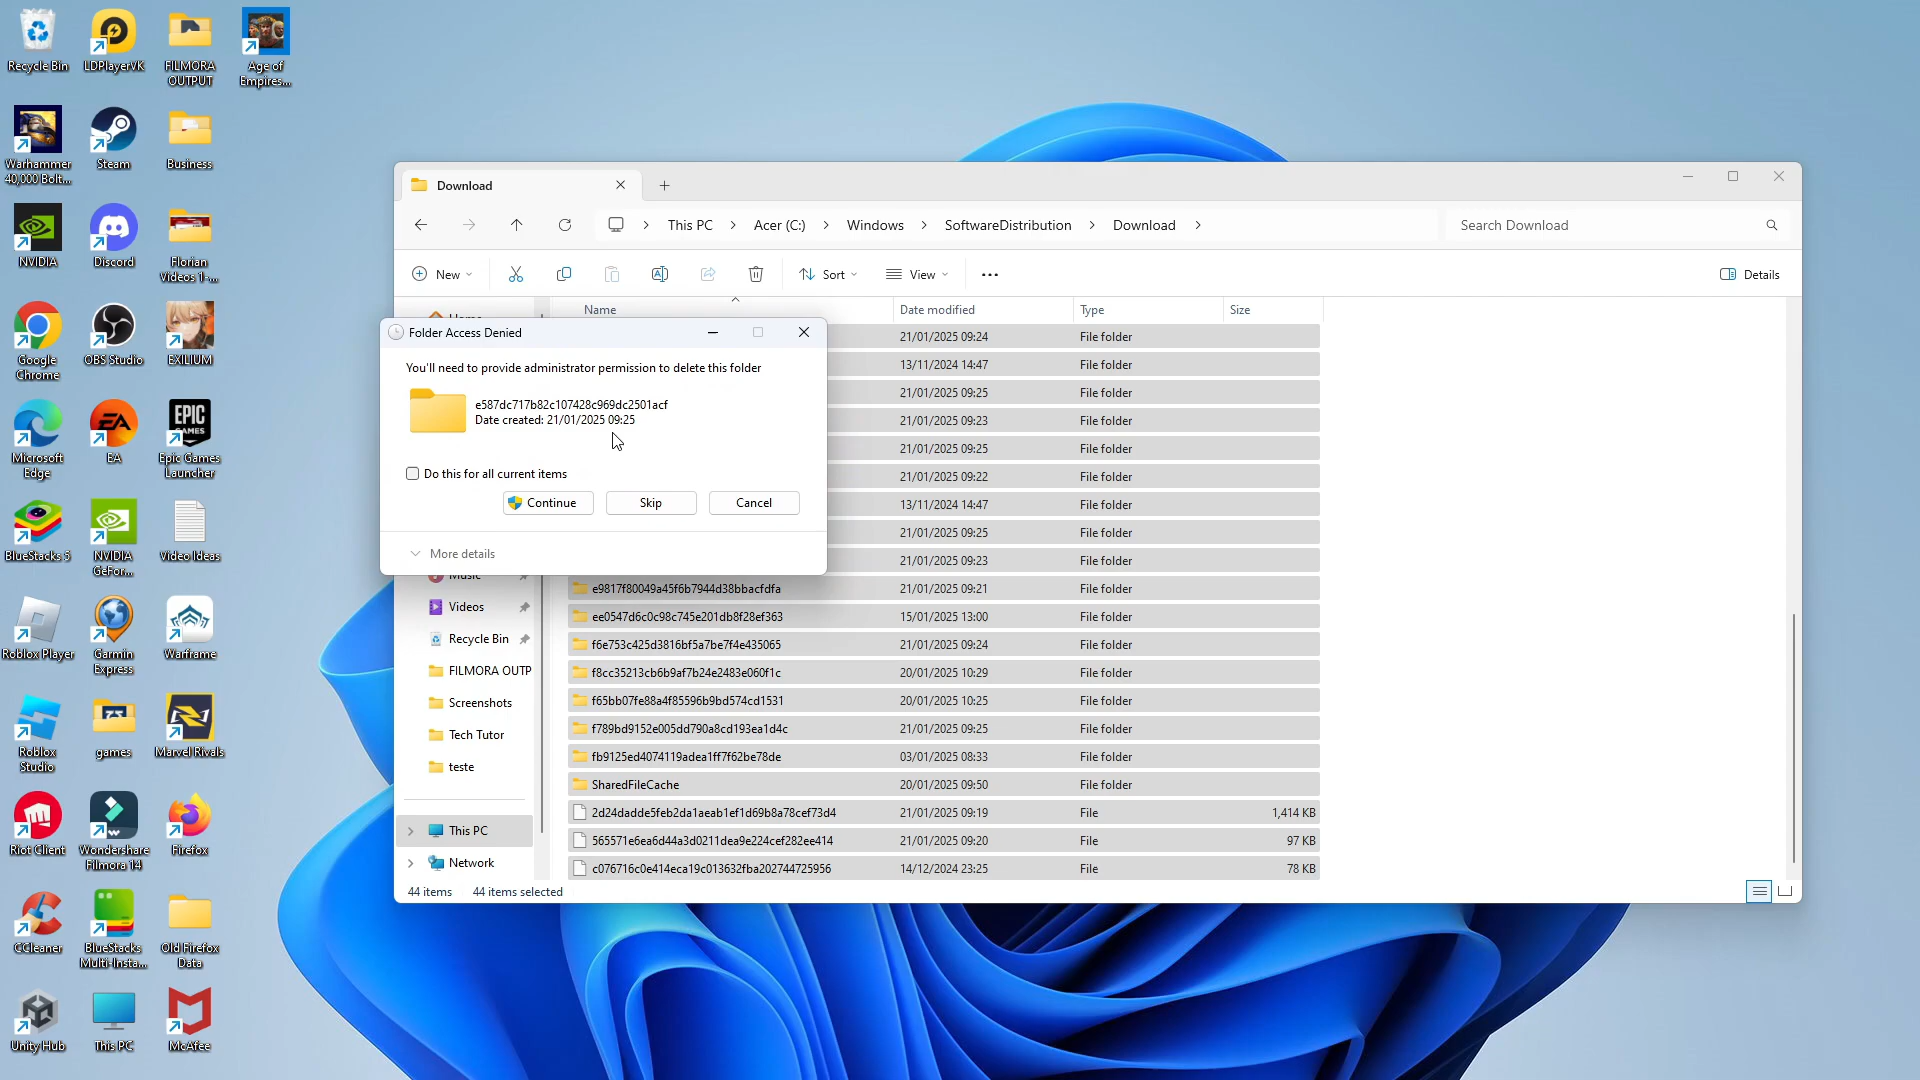 Recycle Bin
LDPlayerVK
FILMORA
OUTPUT
Age of
Empires...
Warhammer
40,000 Bolt...
Steam
Business
NVIDIA
Discord
Florian
Videos 1-...
Google
Chrome
OBS Studio
EXILIUM
Microsoft
Edge
EA
EPIC
GAMES
Epic Games
Launcher
BlueStacks 5
NVIDIA
GeFor...
Video Ideas
Roblox Player
Garmin
Express
Warframe
Roblox
Studio
games
Marvel Rivals
Riot Client
Wondershare
Filmora 14
Firefox
CCleaner
BlueStacks
Multi-Insta...
Old Firefox
Data
Unity Hub
This PC
McAfee
Download
This PC
Acer (C:)
Windows
SoftwareDistribution
Download
Search Download
New
Sort
View
Details
Name
Date modified
Type
Size
Folder Access Denied
You'll need to provide administrator permission to delete this folder
e587dc717b82c107428c969dc2501acf
Date created: 21/01/2025 09:25
Do this for all current items
Continue
Skip
Cancel
More details
21/01/2025 09:24 File folder
13/11/2024 14:47 File folder
21/01/2025 09:25 File folder
21/01/2025 09:23 File folder
21/01/2025 09:25 File folder
21/01/2025 09:22 File folder
13/11/2024 14:47 File folder
21/01/2025 09:25 File folder
21/01/2025 09:23 File folder
e9817f80049a45f6b7944d38bbacfdfa 21/01/2025 09:21 File folder
ee0547d6c0c98c745e201db8f28ef363 15/01/2025 13:00 File folder
f6e753c425d3816bf5a7be7f4e435065 21/01/2025 09:24 File folder
f8cc35213cb6b9af7b24e2483e060f1c 20/01/2025 10:29 File folder
f65bb07fe88a4f85596b9bd574cd1531 20/01/2025 10:25 File folder
f789bd9152e005dd790a8cd193ea1d4c 21/01/2025 09:25 File folder
fb9125ed4074119adea1ff7f62be78de 03/01/2025 08:33 File folder
SharedFileCache 20/01/2025 09:50 File folder
2d24dadde5feb2da1aeab1ef1d69b8a78cef73d4 21/01/2025 09:19 File 1,414 KB
565571e6ea6d44a3d0211dea9e224cef282ee414 21/01/2025 09:20 File 97 KB
c076716c0e414eca19c013632fba202744725956 14/12/2024 23:25 File 78 KB
Home
Music
Videos
Recycle Bin
FILMORA OUTP
Screenshots
Tech Tutor
teste
This PC
Network
44 items
44 items selected